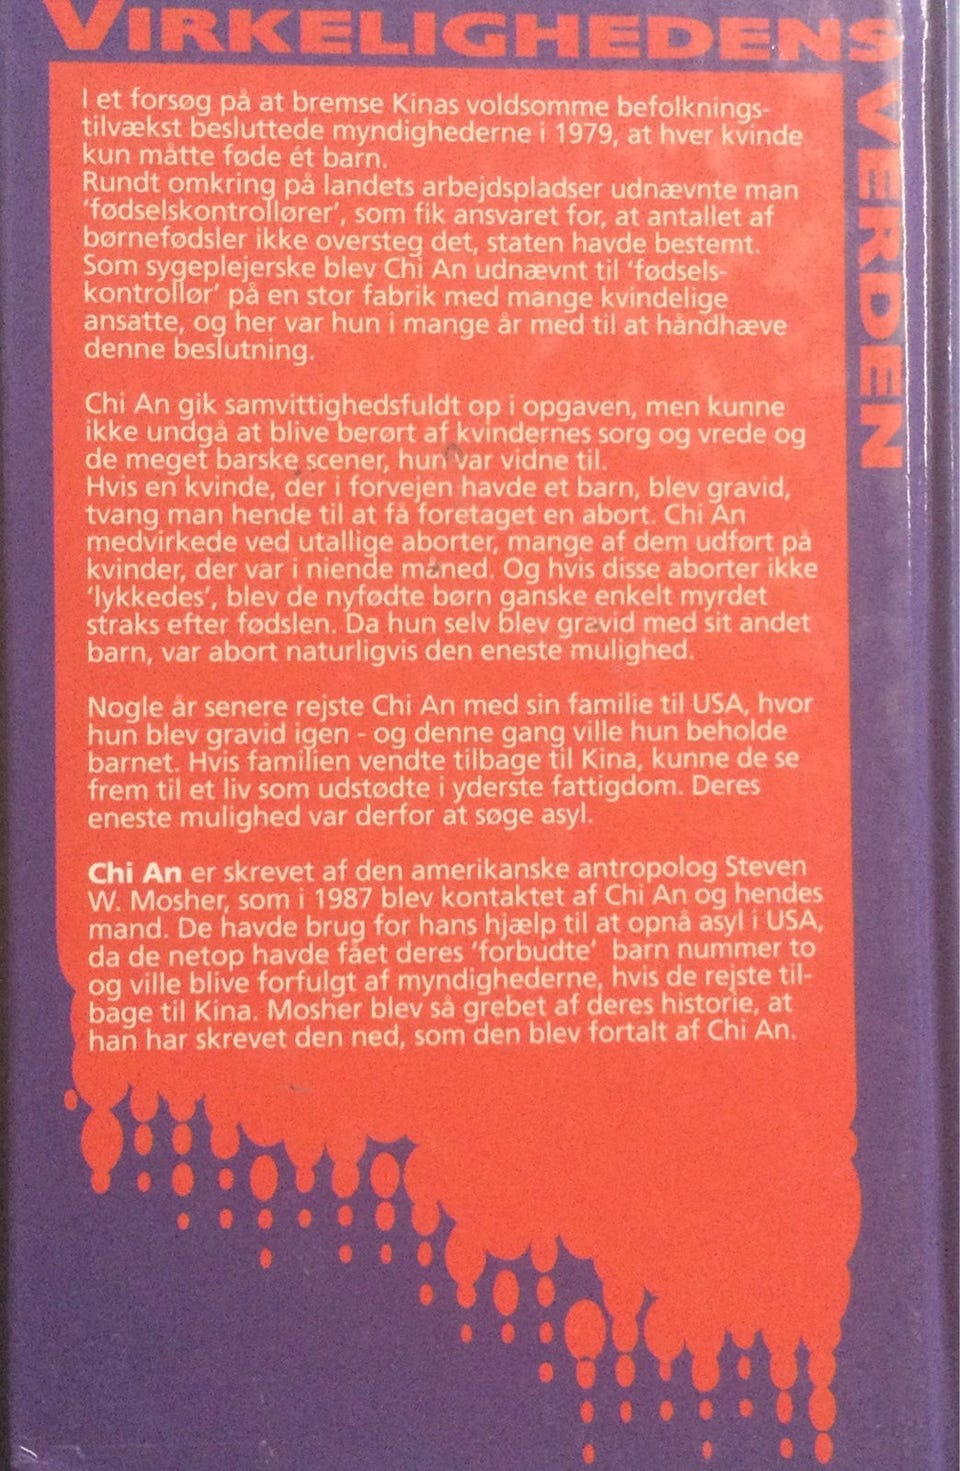 VIRKELIGHEDENS
VERDEN
I et forsøg på at bremse Kinas voldsomme befolknings-
tilvækst besluttede myndighederne i 1979, at hver kvinde
kun måtte føde ét barn.
Rundt omkring på landets arbejdspladser udnævnte man
'fødselskontrollører', som fik ansvaret for, at antallet af
børnefødsler ikke oversteg det, staten havde bestemt.
Som sygeplejerske blev Chi An udnævnt til 'fødsels-
kontrollør' på en stor fabrik med mange kvindelige
ansatte, og her var hun i mange år med til at håndhæve
denne beslutning.
Chi An gik samvittighedsfuldt op i opgaven, men kunne
ikke undgå at blive berørt af kvindernes sorg og vrede og
de meget barske scener, hun var vidne til.
Hvis en kvinde, der i forvejen havde et barn, blev gravid,
tvang man hende til at få foretaget en abort. Chi An
medvirkede ved utallige aborter, mange af dem udført på
kvinder, der var i niende måned. Og hvis disse aborter ikke
'lykkedes', blev de nyfødte børn ganske enkelt myrdet
straks efter fødslen. Da hun selv blev gravid med sit andet
barn, var abort naturligvis den eneste mulighed.
Nogle år senere rejste Chi An med sin familie til USA, hvor
hun blev gravid igen - og denne gang ville hun beholde
barnet. Hvis familien vendte tilbage til Kina, kunne de se
frem til et liv som udstødte i yderste fattigdom. Deres
eneste mulighed var derfor at søge asyl.
Chi An er skrevet af den amerikanske antropolog Steven
W. Mosher, som i 1987 blev kontaktet af Chi An og hendes
mand. De havde brug for hans hjælp til at opnå asyl i USA,
da de netop havde fået deres 'forbudte' barn nummer to
og ville blive forfulgt af myndighederne, hvis de rejste til-
bage til Kina. Mosher blev så grebet af deres historie, at
han har skrevet den ned, som den blev fortalt af Chi An.